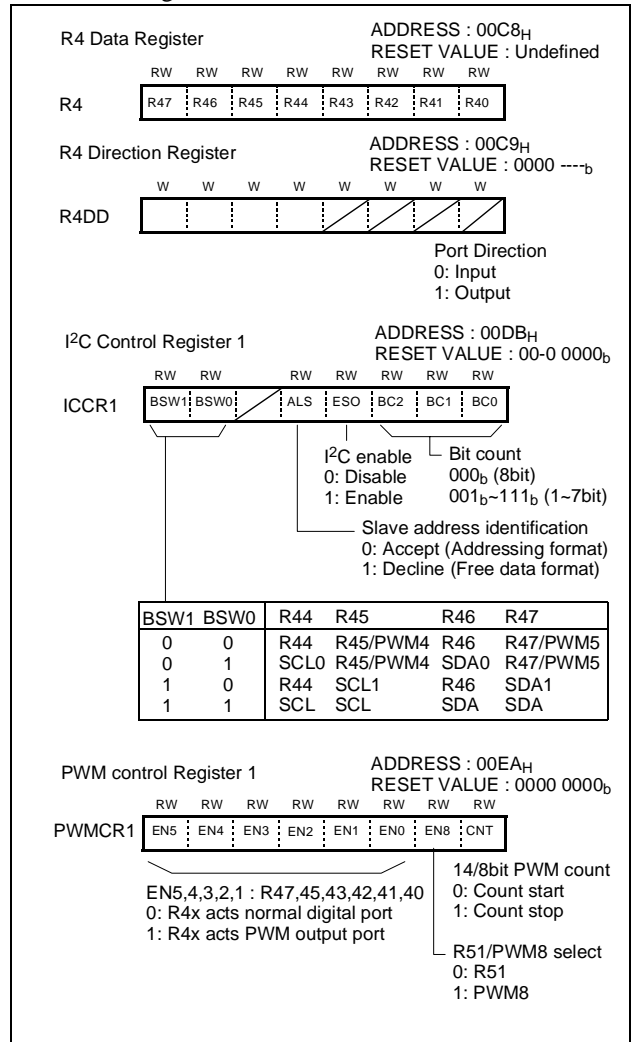 R4 Data Register
ADDRESS : 00C8H
RESET VALUE : Undefined
RW RW RW RW RW RW RW RW
R4 R47 R46 R45 R44 R43 R42 R41 R40
R4 Direction Register
ADDRESS : 00C9H
RESET VALUE : 0000 ----b
W W W W W W W W
R4DD
Port Direction
0: Input
1: Output
I2C Control Register 1
ADDRESS : 00DBH
RESET VALUE : 00-0 0000b
RW RW RW RW RW RW RW
ICCR1 BSW1 BSW0 ALS ESO BC2 BC1 BC0
I2C enable
0: Disable
1: Enable
Bit count
000b (8bit)
001b~111b (1~7bit)
Slave address identification
0: Accept (Addressing format)
1: Decline (Free data format)
BSW1 BSW0 R44 R45 R46 R47
0 0 R44 R45/PWM4 R46 R47/PWM5
0 1 SCL0 R45/PWM4 SDA0 R47/PWM5
1 0 R44 SCL1 R46 SDA1
1 1 SCL SCL SDA SDA
PWM control Register 1
ADDRESS : 00EAH
RESET VALUE : 0000 0000b
RW RW RW RW RW RW RW RW
PWMCR1 EN5 EN4 EN3 EN2 EN1 EN0 EN8 CNT
EN5,4,3,2,1 : R47,45,43,42,41,40
0: R4x acts normal digital port
1: R4x acts PWM output port
14/8bit PWM count
0: Count start
1: Count stop
R51/PWM8 select
0: R51
1: PWM8